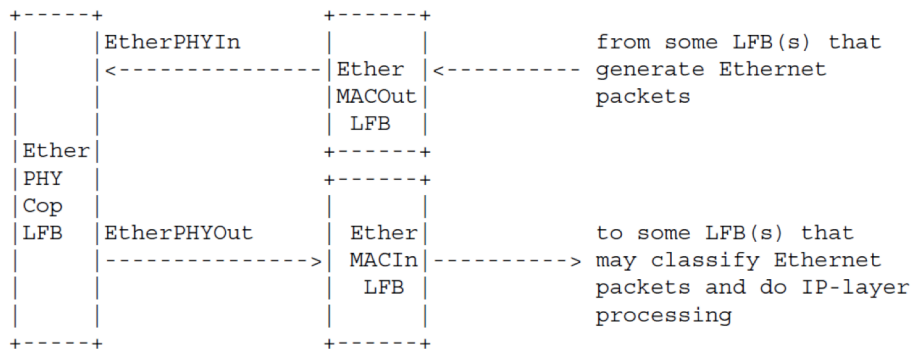 EtherPHYIn from some LFB(s) that
Ether generate Ethernet
MACOut packets
LFB
Ether
PHY
Cop
LFB EtherPHYOut Ether to some LFB(s) that
MACIn may classify Ethernet
LFB packets and do IP-layer
processing